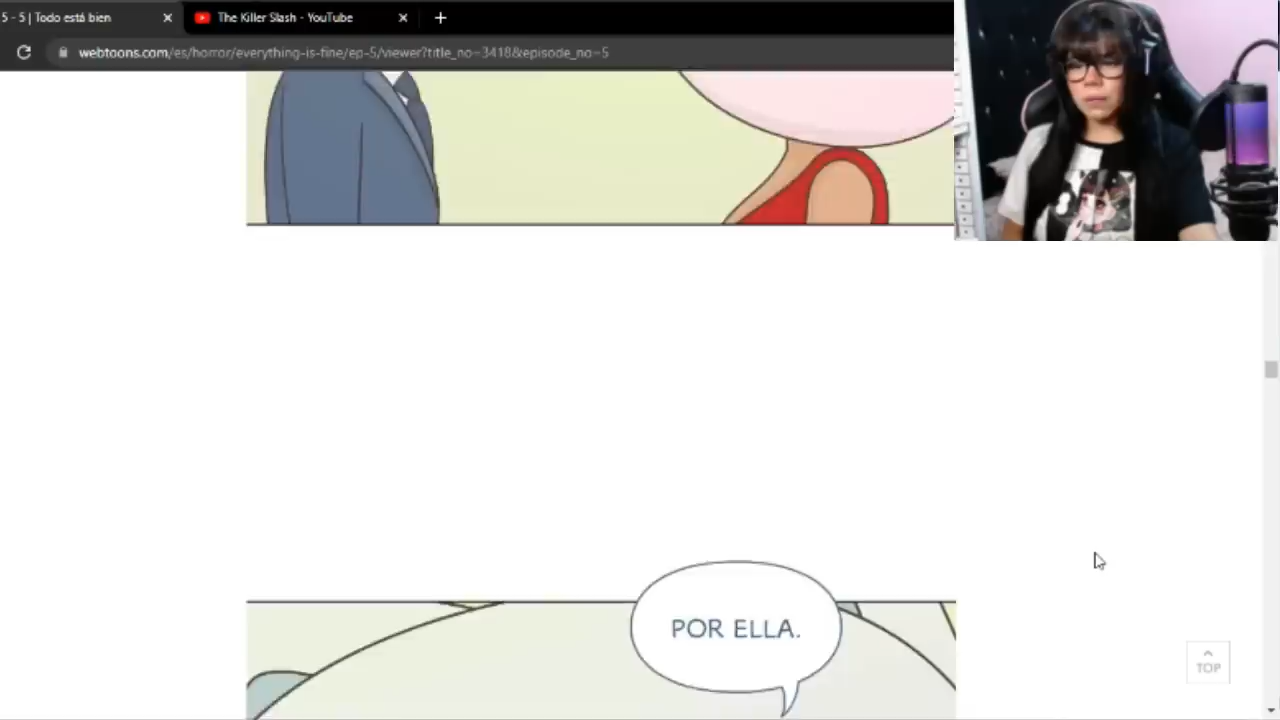 5 - 5 | Todo está bien
The Killer Slash - YouTube
webtoons.com/es/horror/everything-is-fine/ep-5/viewer?title_no=3418&episode_no=5
POR ELLA.
TOP